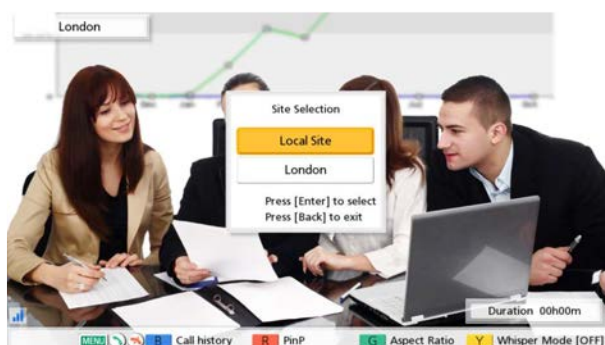 London
Site Selection
Local Site
London
Press [Enter] to select
Press [Back] to exit
Duration 00h00m
MENU B Call history R PinP G Aspect Ratio Y Whisper Mode [OFF]